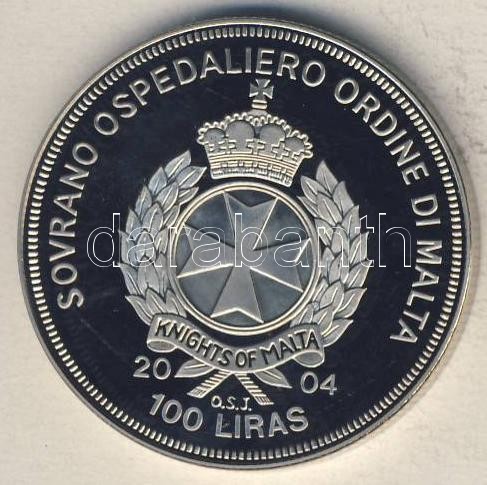 SOVRANO OSPEDALIERO ORDINE DI MALTA
darabanth
KNIGHTS OF MALTA
20 04
O.S.J.
100 LIRAS